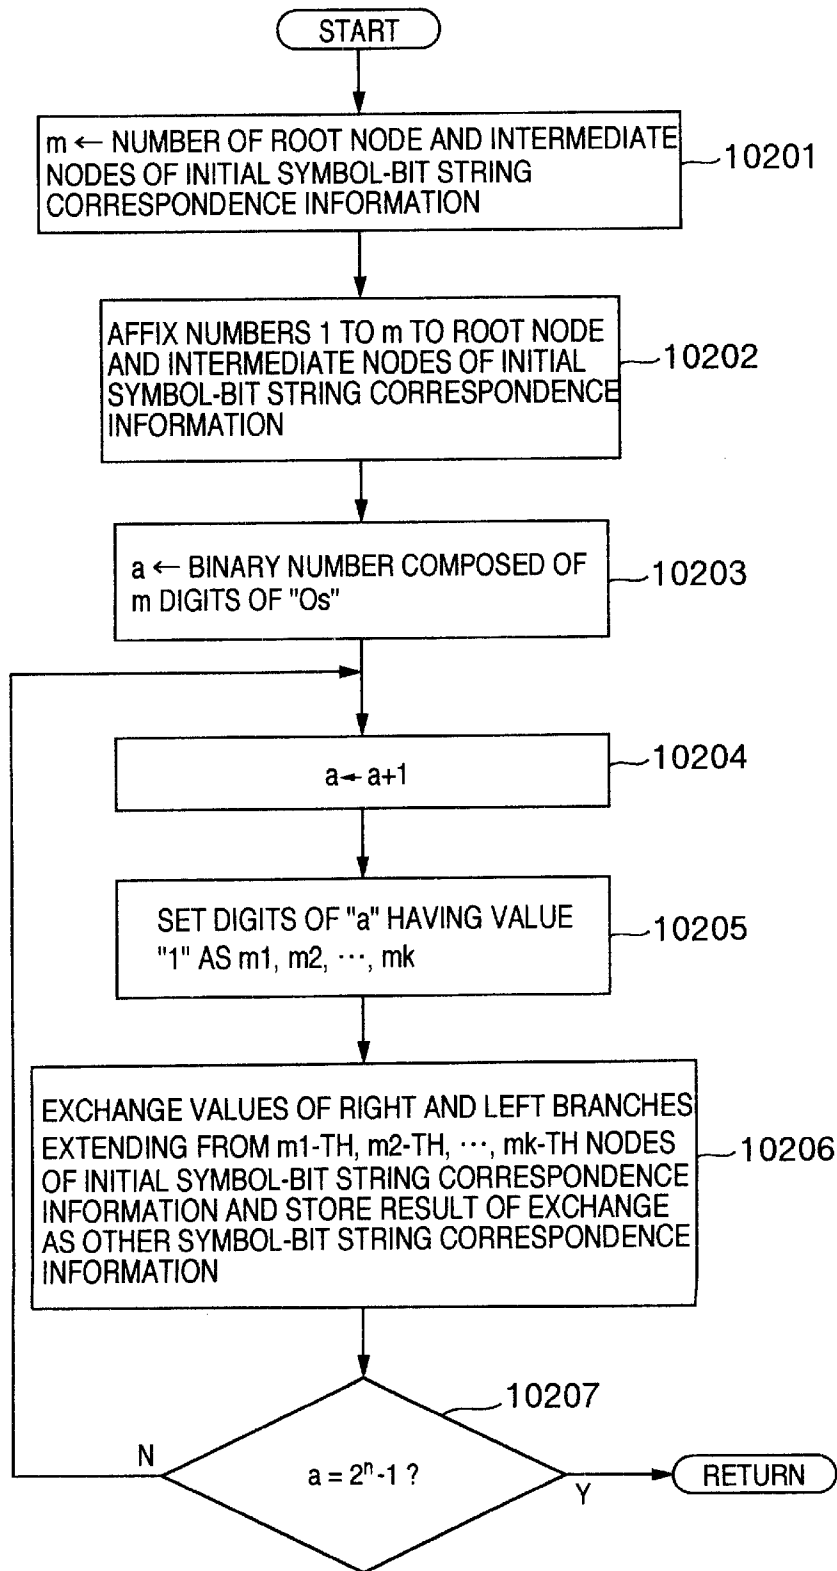 START
m ← NUMBER OF ROOT NODE AND INTERMEDIATE
NODES OF INITIAL SYMBOL-BIT STRING
CORRESPONDENCE INFORMATION
10201
AFFIX NUMBERS 1 TO m TO ROOT NODE
AND INTERMEDIATE NODES OF INITIAL
SYMBOL-BIT STRING CORRESPONDENCE
INFORMATION
10202
a ← BINARY NUMBER COMPOSED OF
m DIGITS OF "Os"
10203
a ← a+1
10204
SET DIGITS OF "a" HAVING VALUE
"1" AS m1, m2, ···, mk
10205
EXCHANGE VALUES OF RIGHT AND LEFT BRANCHES
EXTENDING FROM m1-TH, m2-TH, ···, mk-TH NODES
OF INITIAL SYMBOL-BIT STRING CORRESPONDENCE
INFORMATION AND STORE RESULT OF EXCHANGE
AS OTHER SYMBOL-BIT STRING CORRESPONDENCE
INFORMATION
10206
10207
N
a = 2ⁿ-1 ?
Y
RETURN